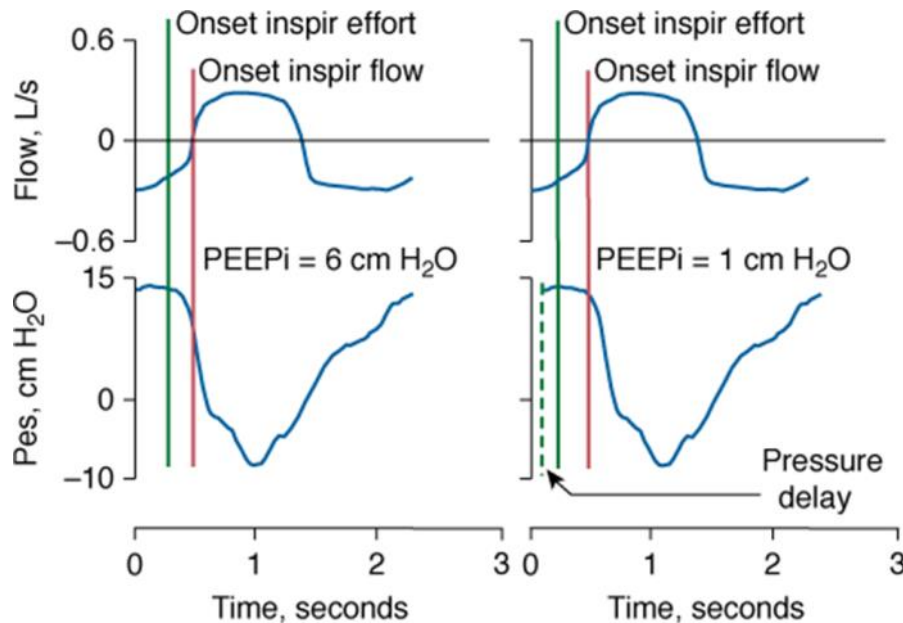 Onset inspir effort
Onset inspir flow
0.6
0
−0.6
Flow, L/s
PEEPi = 6 cm H₂O
15
0
−10
Pes, cm H₂O
0 1 2 3
Time, seconds
Onset inspir effort
Onset inspir flow
PEEPi = 1 cm H₂O
Pressure
delay
0 1 2 3
Time, seconds